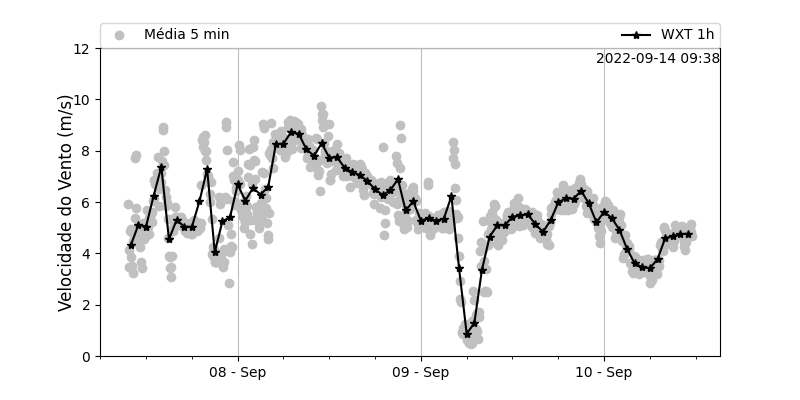 Média 5 min
WXT 1h
2022-09-14 09:38
Velocidade do Vento (m/s)
12
10
8
6
4
2
0
08 - Sep
09 - Sep
10 - Sep